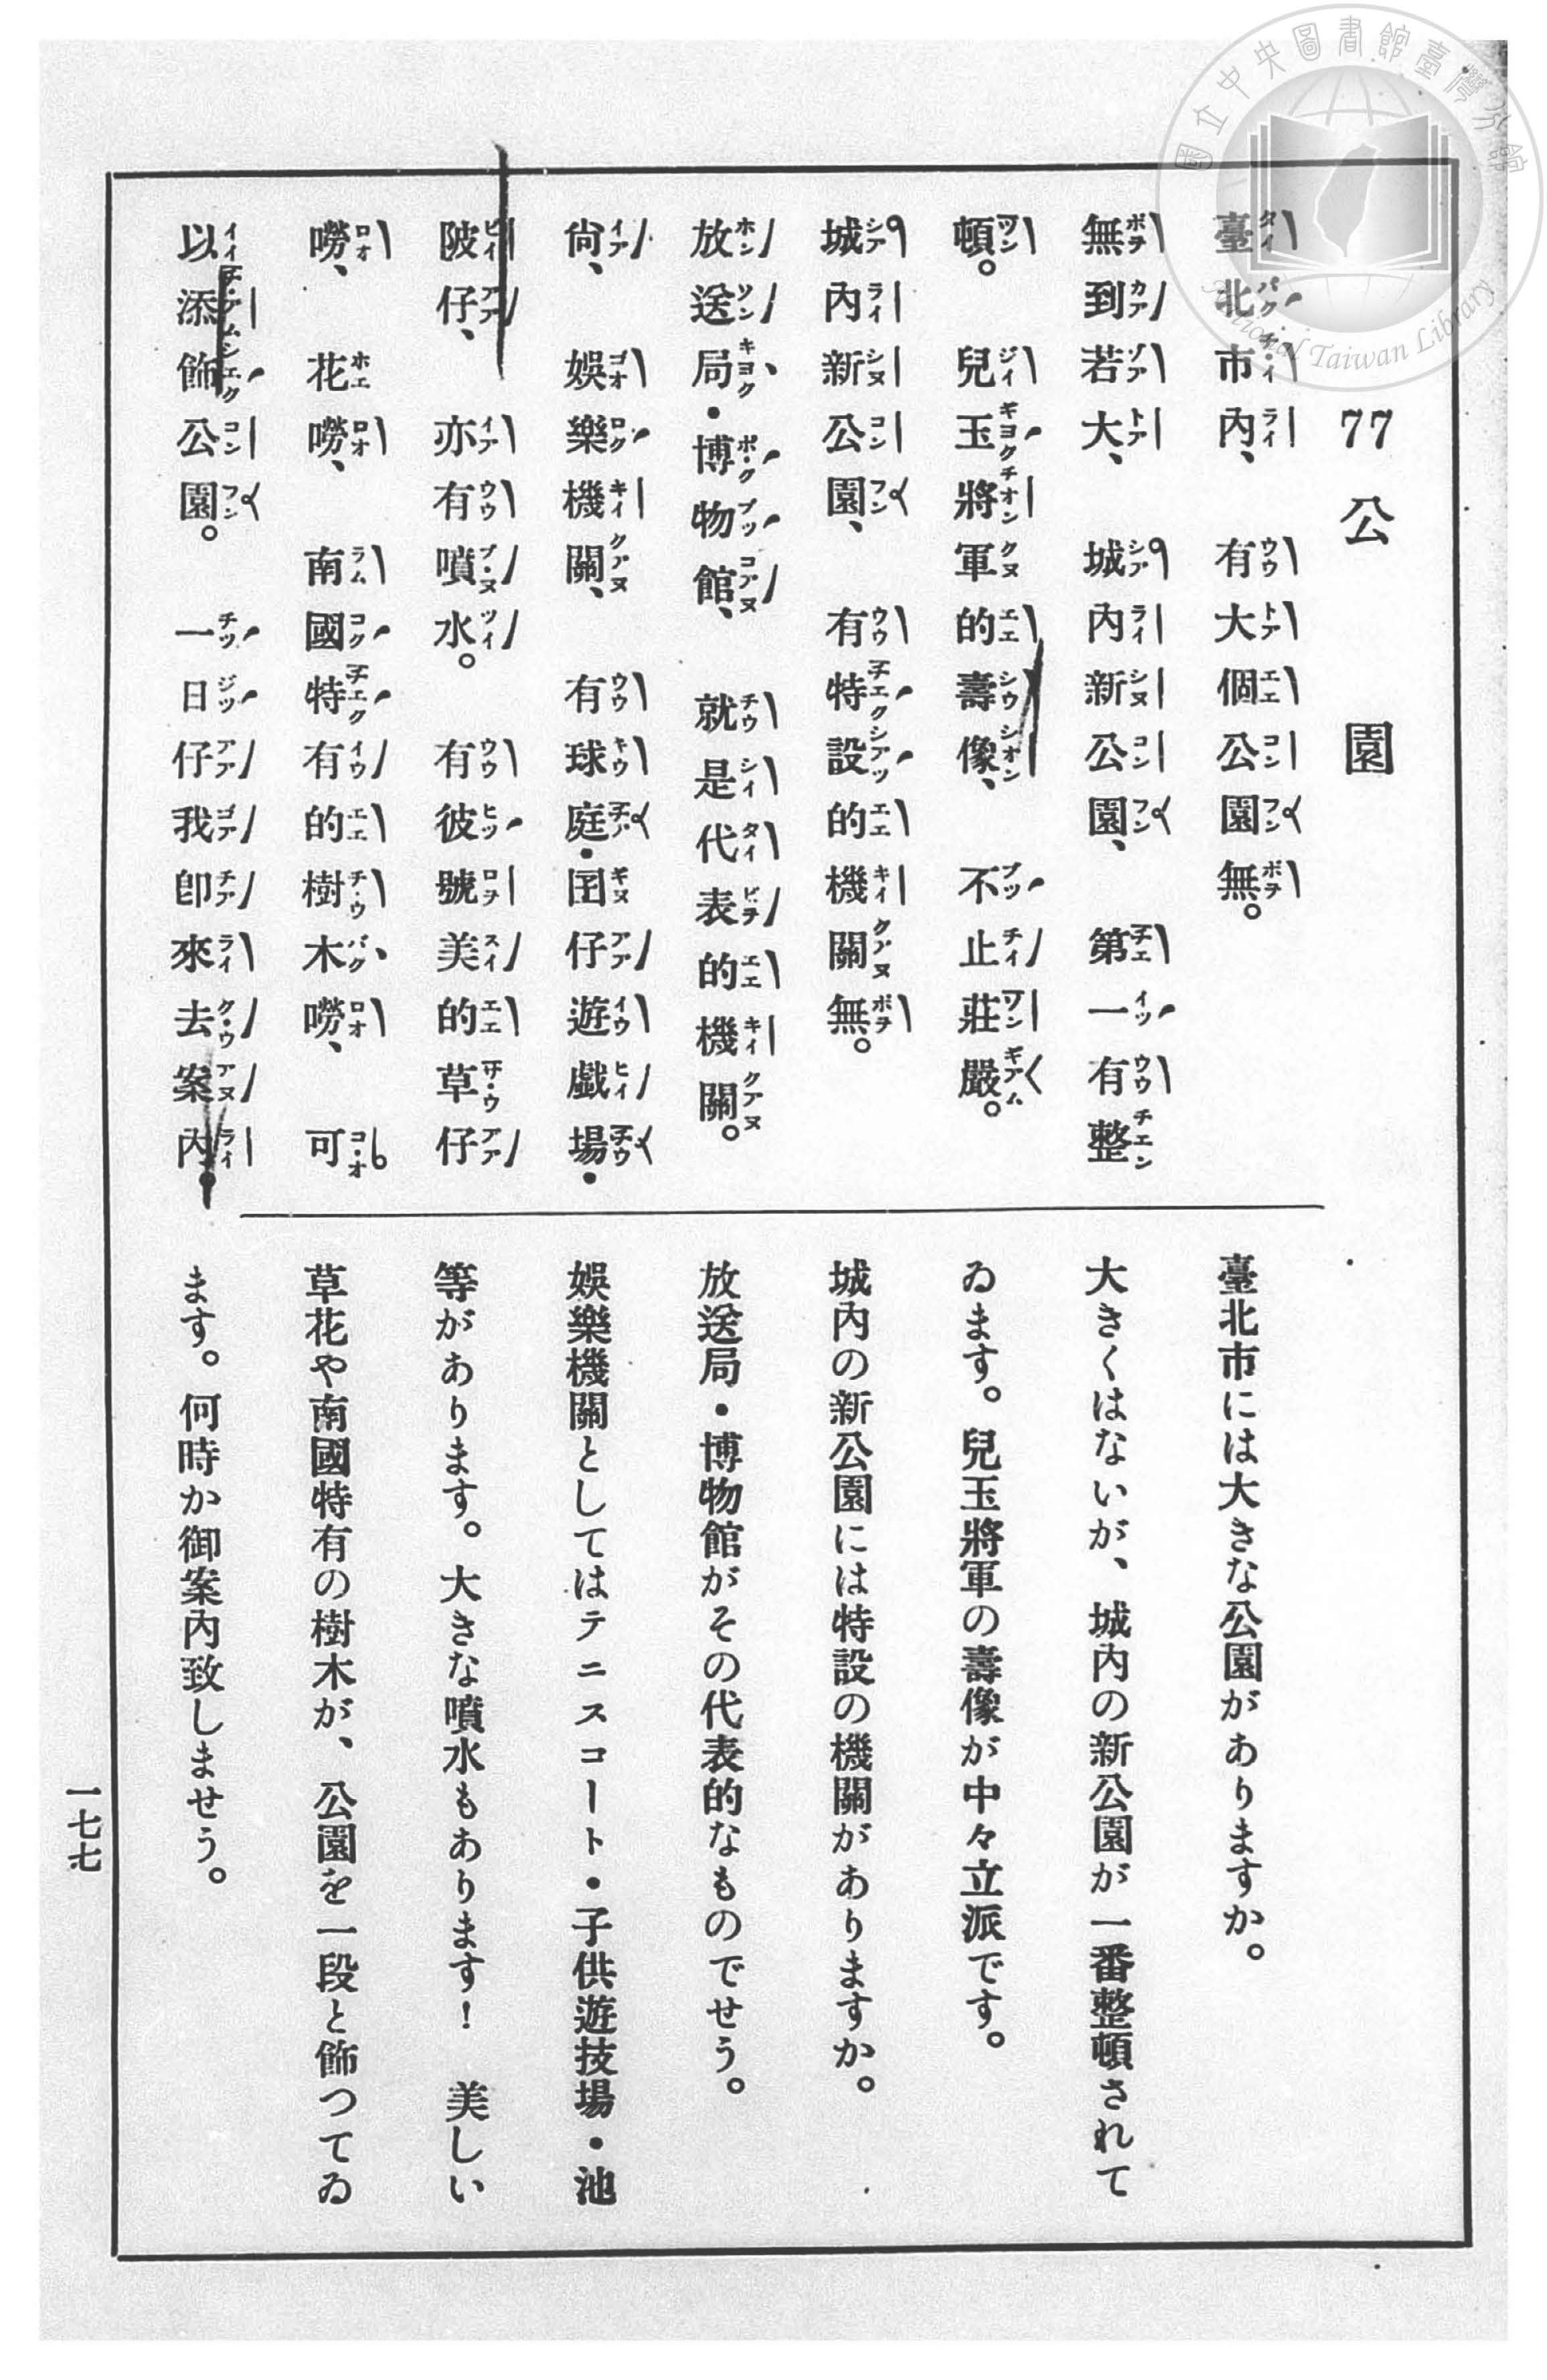 國立中央圖書館臺灣分館
National Taiwan Library
77 公園
臺北市內、有大個公園無。
無到若大、城內新公園、第一有整
頓。兒玉將軍的壽像、不止莊嚴。
城內新公園、有特設的機關無。
放送局・博物館、就是代表的機關。
尙、娛樂機關、有球庭・囝仔遊戲場・
陂仔、亦有噴水。有彼號美的草仔
嘮、花嘮、南國特有的樹木嘮、可
以添飾公園。一日仔我卽來去案內。
臺北市には大きな公園がありますか。
大きくはないが、城內の新公園が一番整頓されて
ゐます。兒玉將軍の壽像が中々立派です。
城內の新公園には特設の機關がありますか。
放送局・博物館がその代表的なものでせう。
娛樂機關としてはテニスコート・子供遊技場・池
等があります。大きな噴水もあります！ 美しい
草花や南國特有の樹木が、公園を一段と飾つてゐ
ます。何時か御案內致しませう。
一七七